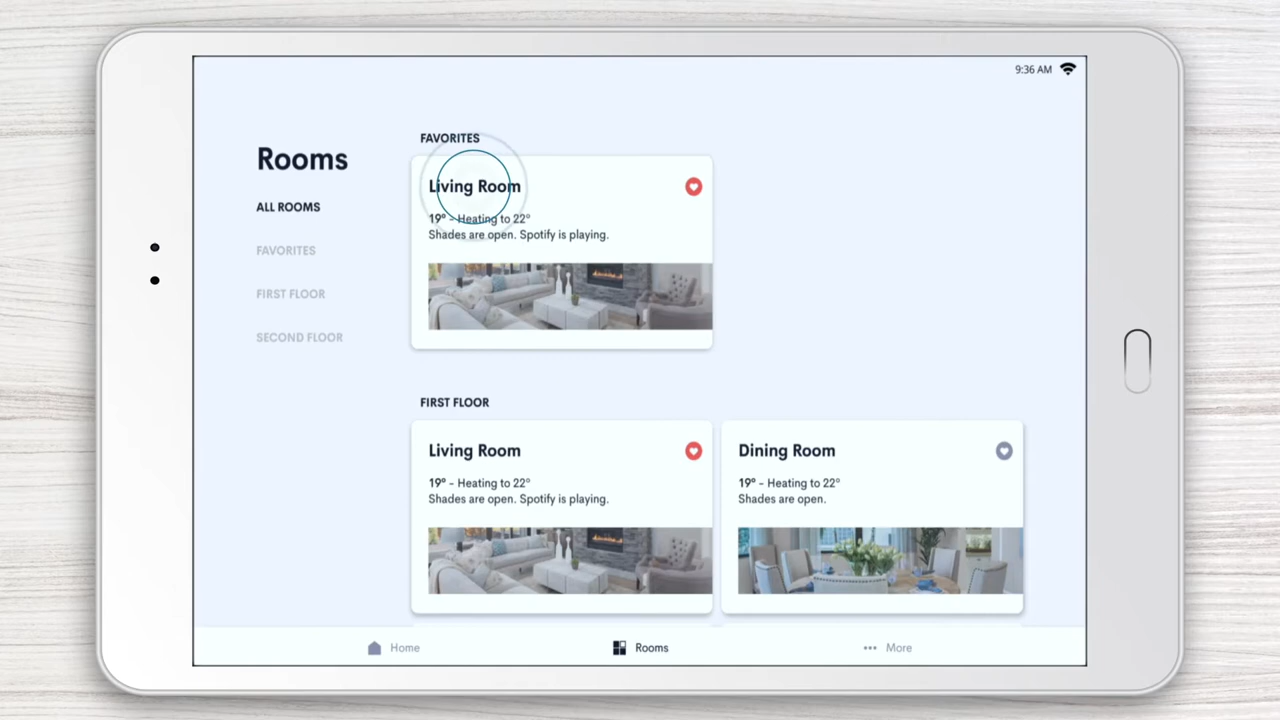 9:36 AM
Rooms
ALL ROOMS
FAVORITES
FIRST FLOOR
SECOND FLOOR
FAVORITES
Living Room
19° - Heating to 22°
Shades are open. Spotify is playing.
FIRST FLOOR
Living Room
19° - Heating to 22°
Shades are open. Spotify is playing.
Dining Room
19° - Heating to 22°
Shades are open.
Home
Rooms
More